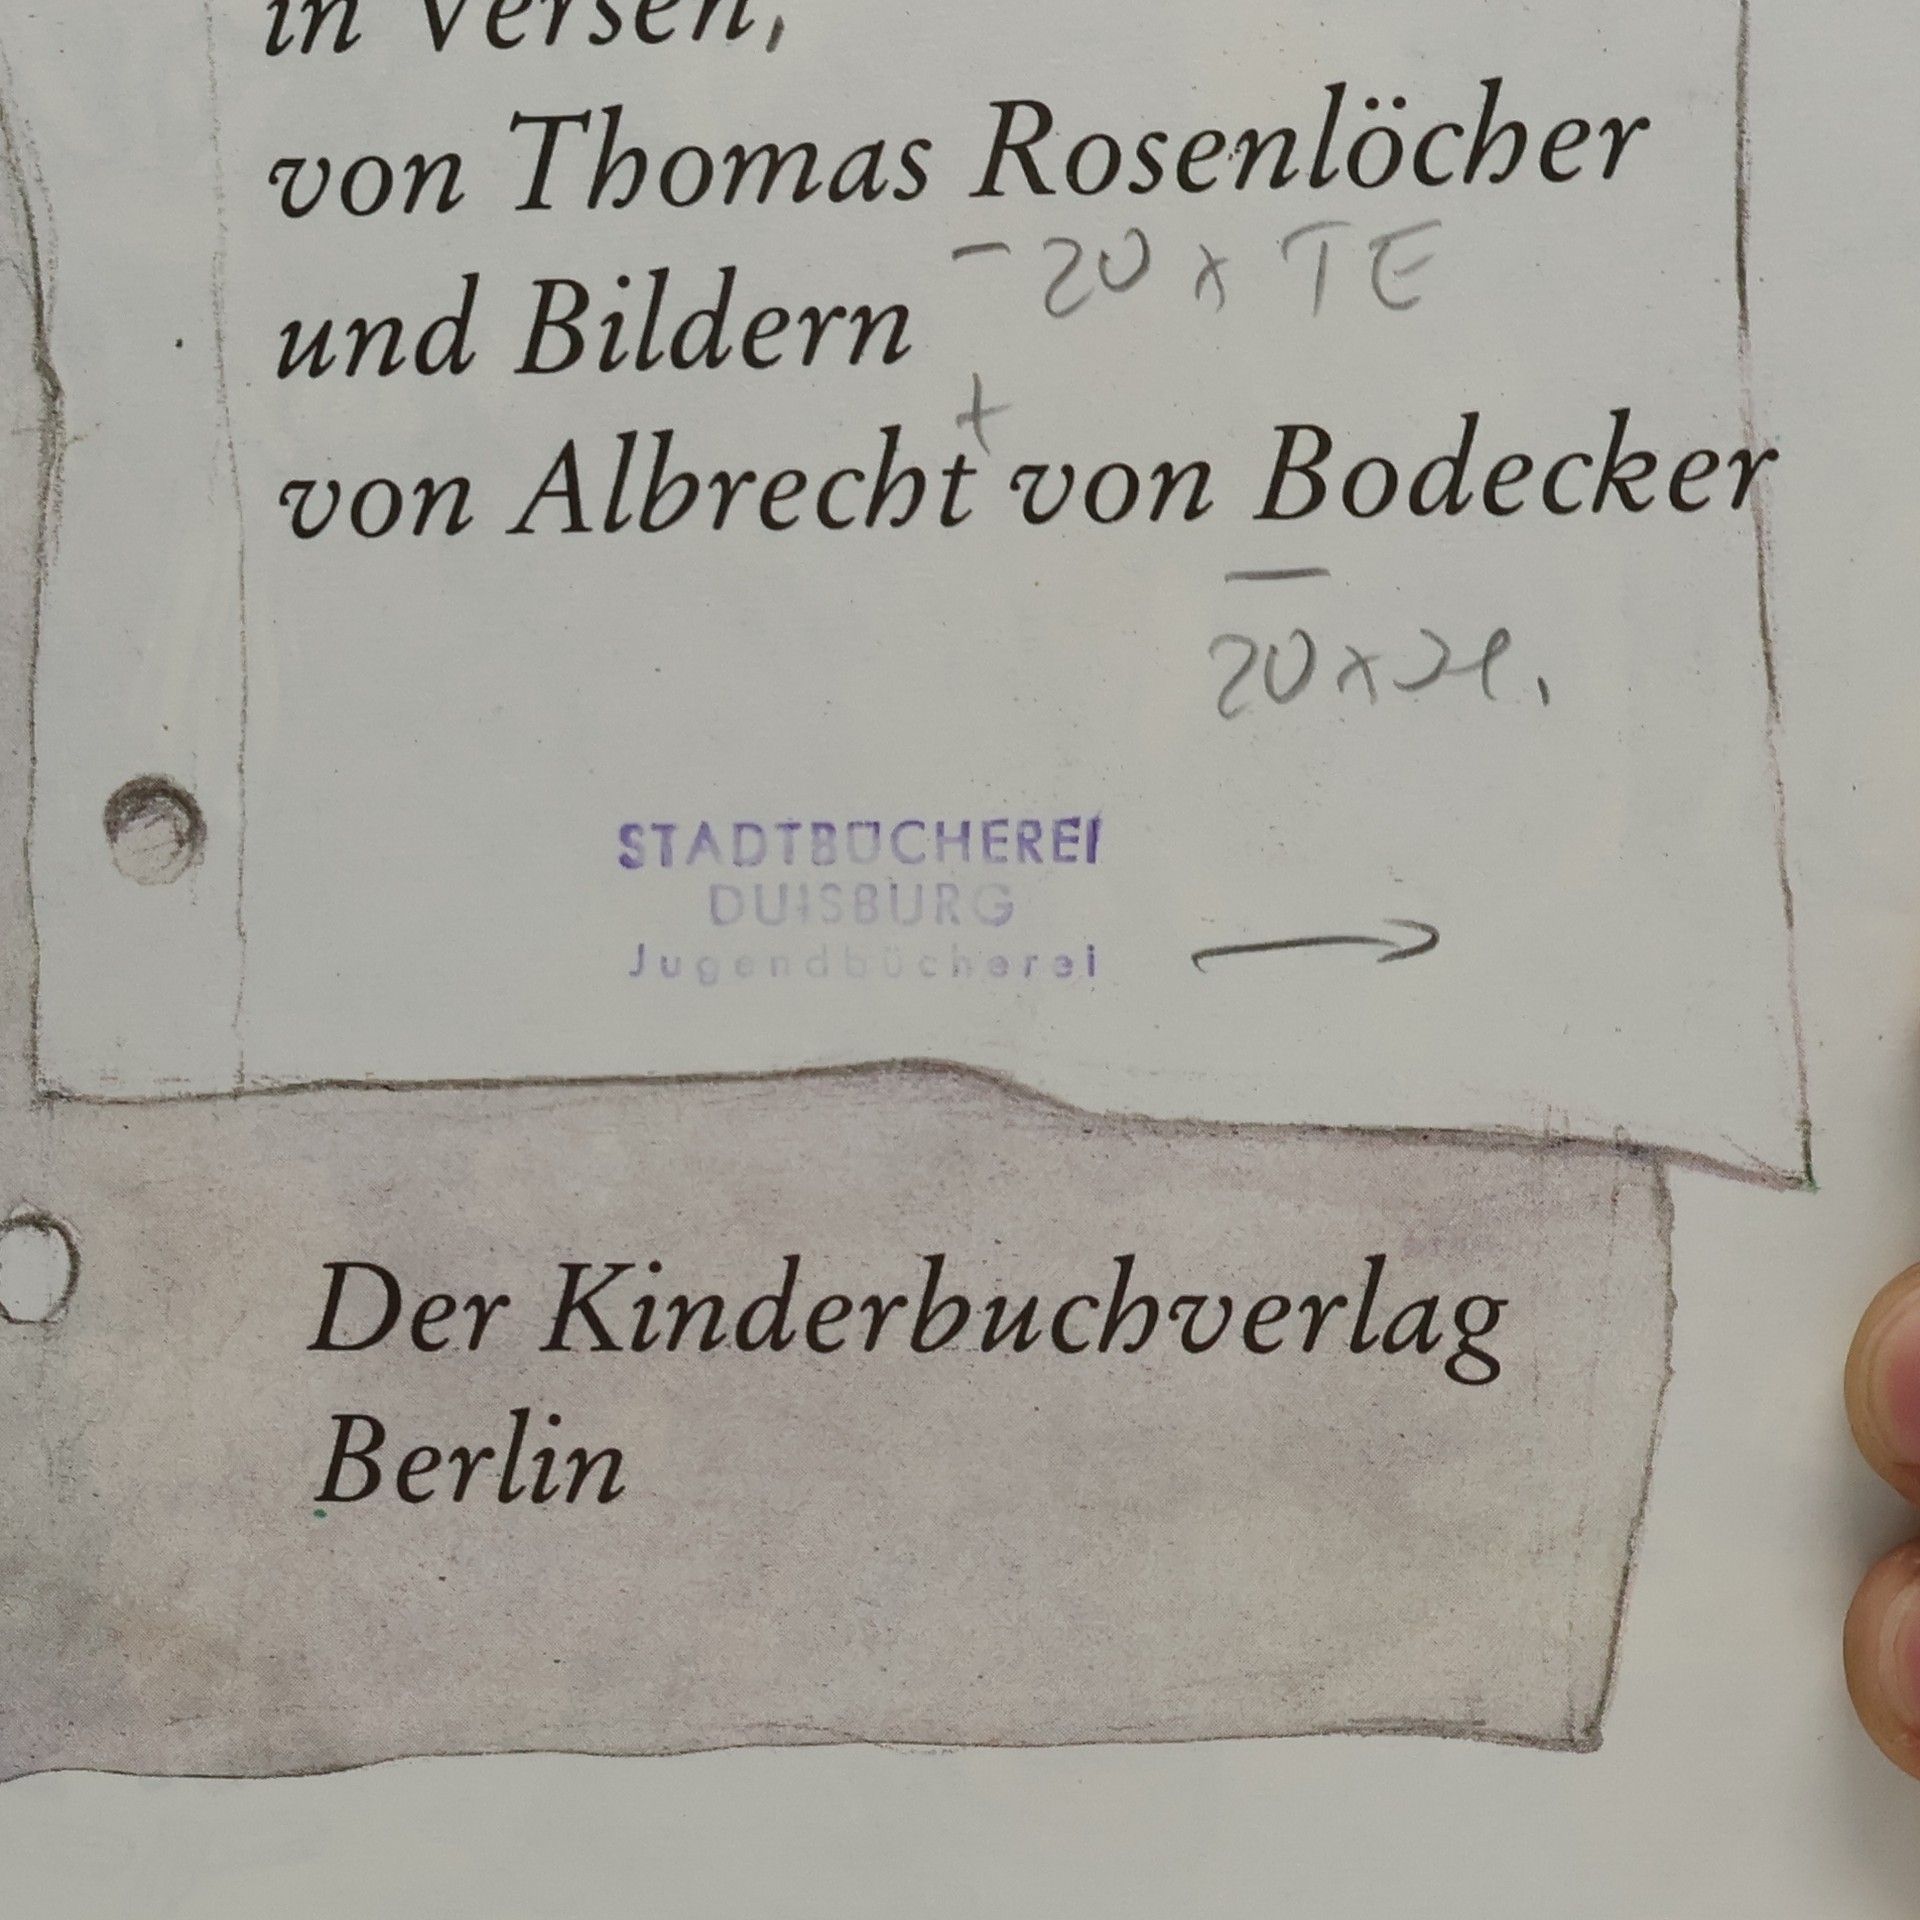 in Versen,
von Thomas Rosenlöcher
- 20 x TE
und Bildern
+
von Albrecht von Bodecker
20 x
STADTBÜCHEREI
DUISBURG
Jugendbücherei
Der Kinderbuchverlag
Berlin